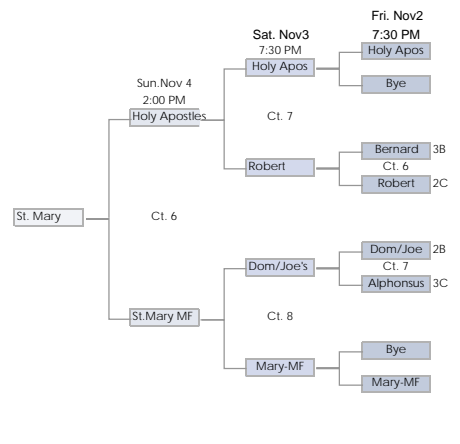 Fri. Nov2
Sat. Nov3
7:30 PM
7:30 PM
Holy Apos
Holy Apos
Sun.Nov 4
Bye
2:00 PM
Holy Apostles
Ct. 7
Bernard 3B
Robert
Ct. 6
Robert 2C
St. Mary
Ct. 6
Dom/Joe 2B
Dom/Joe's
Ct. 7
Alphonsus 3C
St.Mary MF
Ct. 8
Bye
Mary-MF
Mary-MF